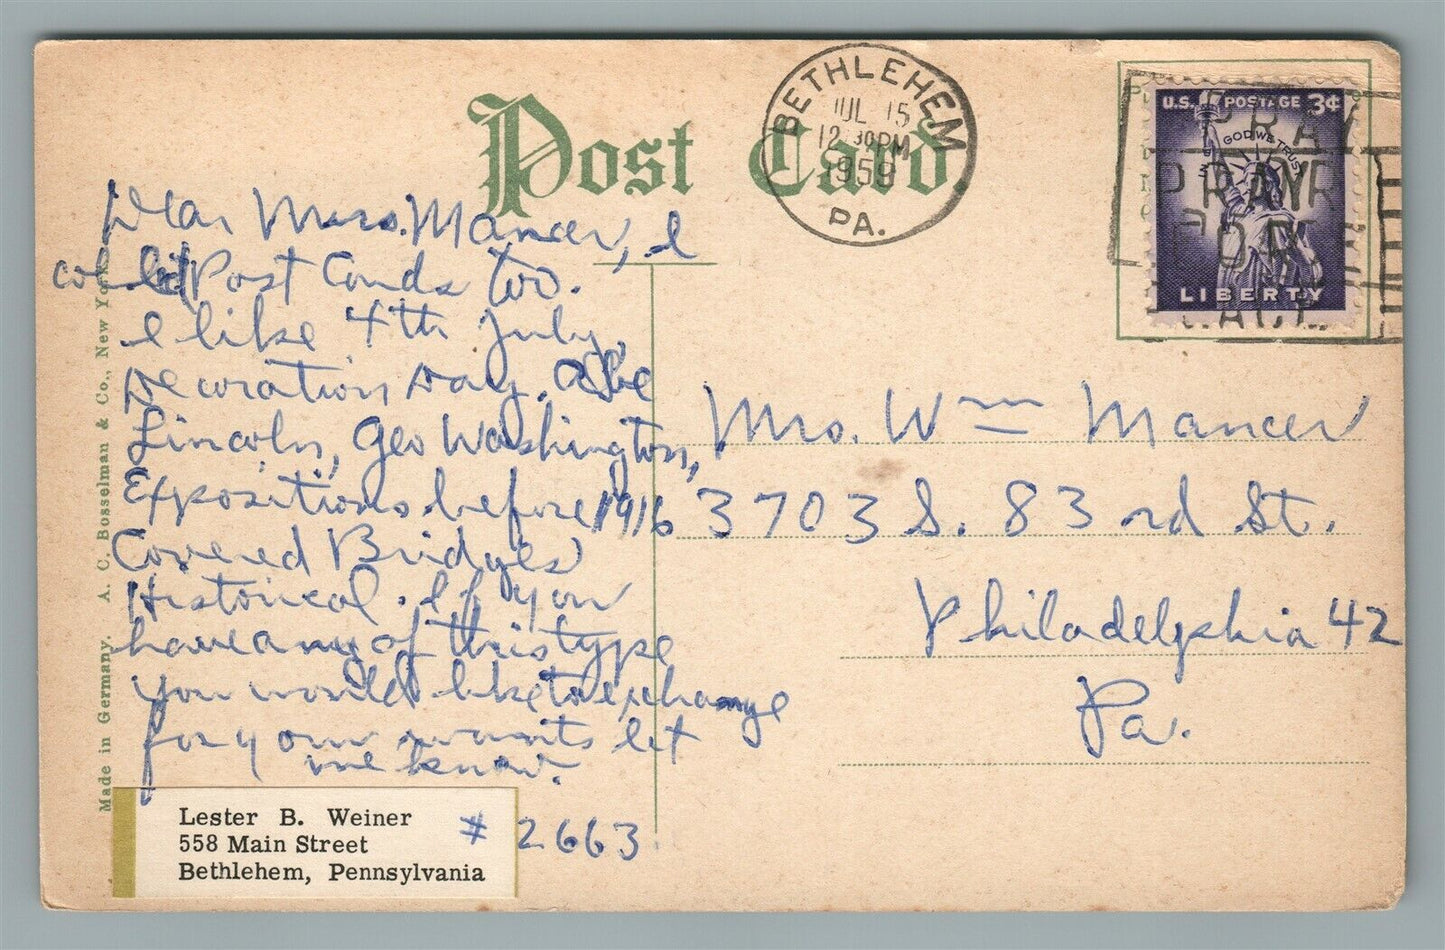 Post Card
BETHLEHEM
JUL 15
12 30 PM
1959
PA.
U.S. POSTAGE 3¢
IN GOD WE TRUST
LIBERTY
PRAY
FOR
PEACE
Dear Mrs. Mancer, I
collect Post Cards too.
I like 4th July,
Decoration Day, Abe
Lincoln, Geo Washington,
Expositions before 1916
Covered Bridges
Historical. If you
have any of this type
you would like to exchange
for your wants let
me know.
Mrs. Wm Mancer
3703 S. 83rd St.
Philadelphia 42
Pa.
Lester B. Weiner # 2663
558 Main Street
Bethlehem, Pennsylvania
Made in Germany. A. C. Bosselman & Co., New York